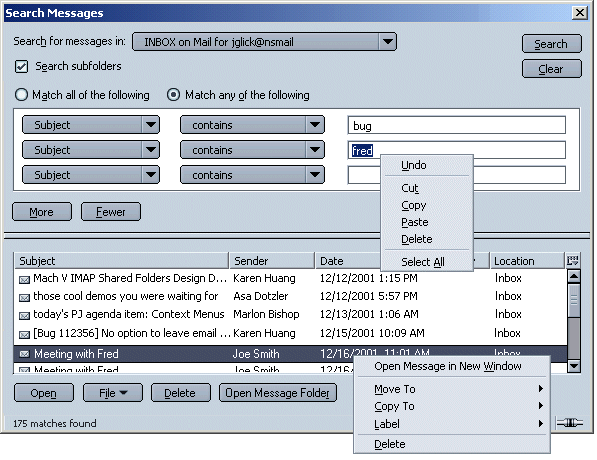 Search Messages
Search for messages in: INBOX on Mail for jglick@nsmail Search
Search subfolders Clear
Match all of the following Match any of the following
Subject contains bug
Subject contains fred
Subject contains
Undo
Cut
Copy
Paste
Delete
Select All
More Fewer
Subject Sender Date y Location
Mach V IMAP Shared Folders Design D... Karen Huang 12/12/2001 1:15 PM Inbox
those cool demos you were waiting for Asa Dotzler 12/12/2001 5:57 PM Inbox
today's PJ agenda item: Context Menus Marlon Bishop 12/13/2001 1:06 AM Inbox
[Bug 112356] No option to leave email ... Karen Huang 12/15/2001 10:09 AM Inbox
Meeting with Fred Joe Smith 12/16/2001 11:01 AM Inbox
Meeting with Fred Joe Smith
Open Message in New Window
Move To
Copy To
Label
Delete
Open File Delete Open Message Folder
175 matches found